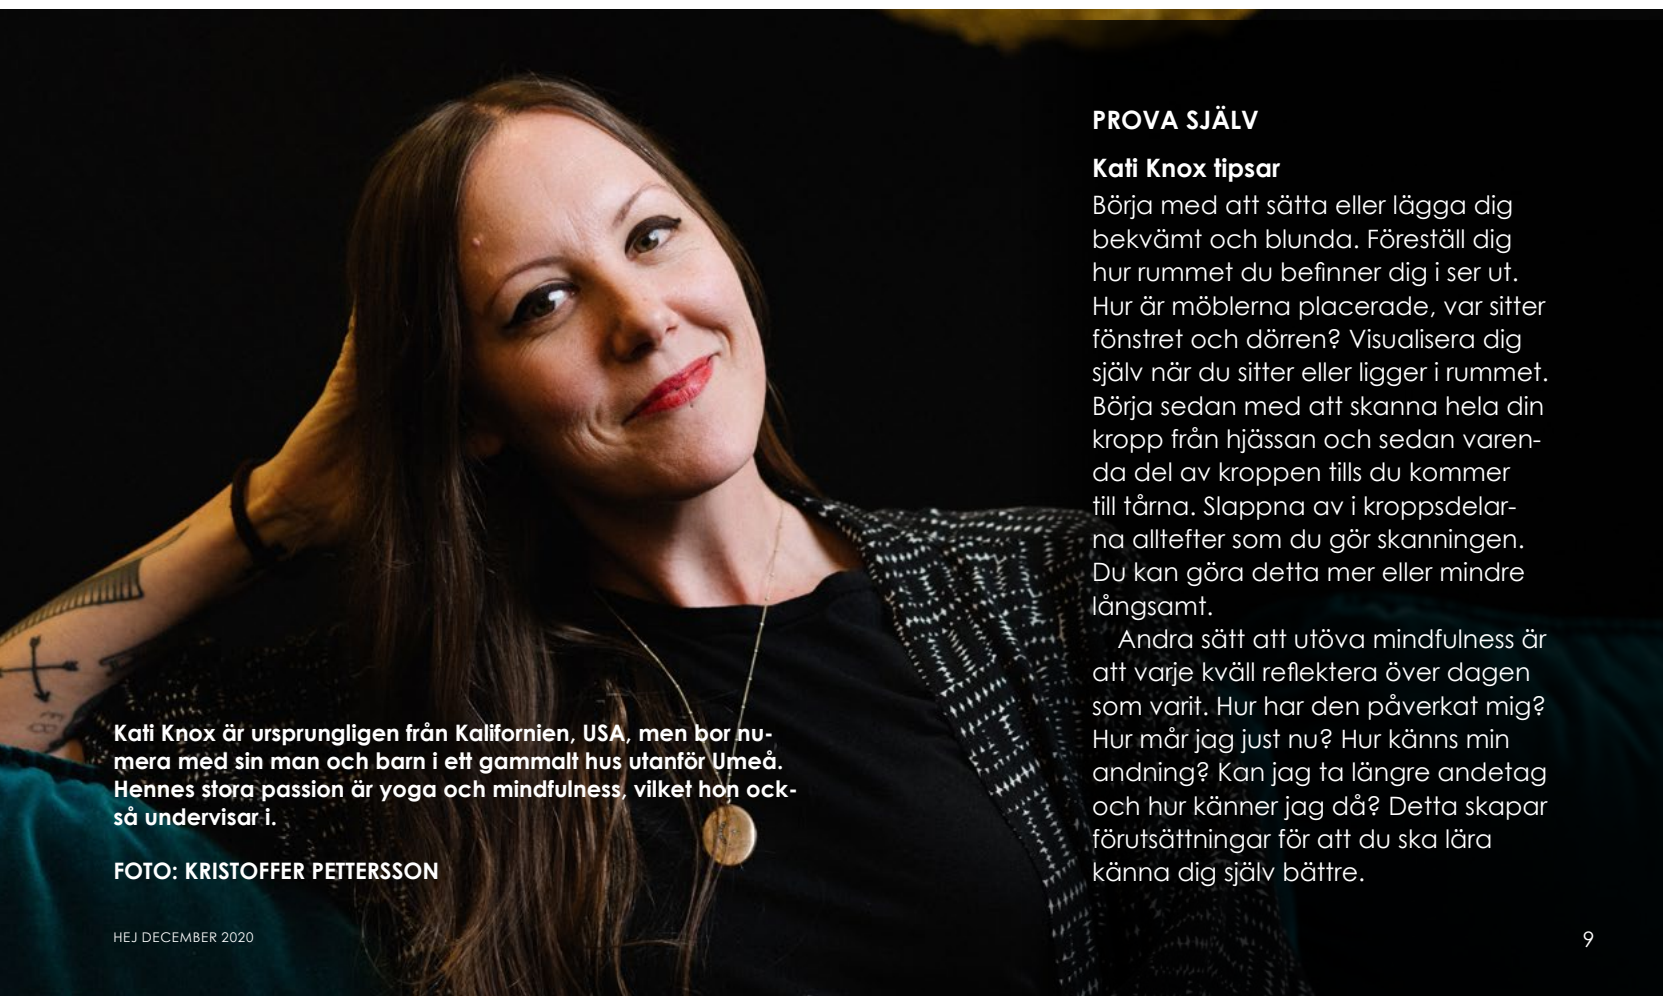 PROVA SJÄLV
Kati Knox tipsar
Börja med att sätta eller lägga dig
bekvämt och blunda. Föreställ dig
hur rummet du befinner dig i ser ut.
Hur är möblerna placerade, var sitter
fönstret och dörren? Visualisera dig
själv när du sitter eller ligger i rummet.
Börja sedan med att skanna hela din
kropp från hjässan och sedan varen-
da del av kroppen tills du kommer
till tårna. Slappna av i kroppsdelar-
na alltefter som du gör skanningen.
Du kan göra detta mer eller mindre
långsamt.
Andra sätt att utöva mindfulness är
att varje kväll reflektera över dagen
som varit. Hur har den påverkat mig?
Hur mår jag just nu? Hur känns min
andning? Kan jag ta längre andetag
och hur känner jag då? Detta skapar
förutsättningar för att du ska lära
känna dig själv bättre.
Kati Knox är ursprungligen från Kalifornien, USA, men bor nu-
mera med sin man och barn i ett gammalt hus utanför Umeå.
Hennes stora passion är yoga och mindfulness, vilket hon ock-
så undervisar i.
FOTO: KRISTOFFER PETTERSSON
HEJ DECEMBER 2020
9